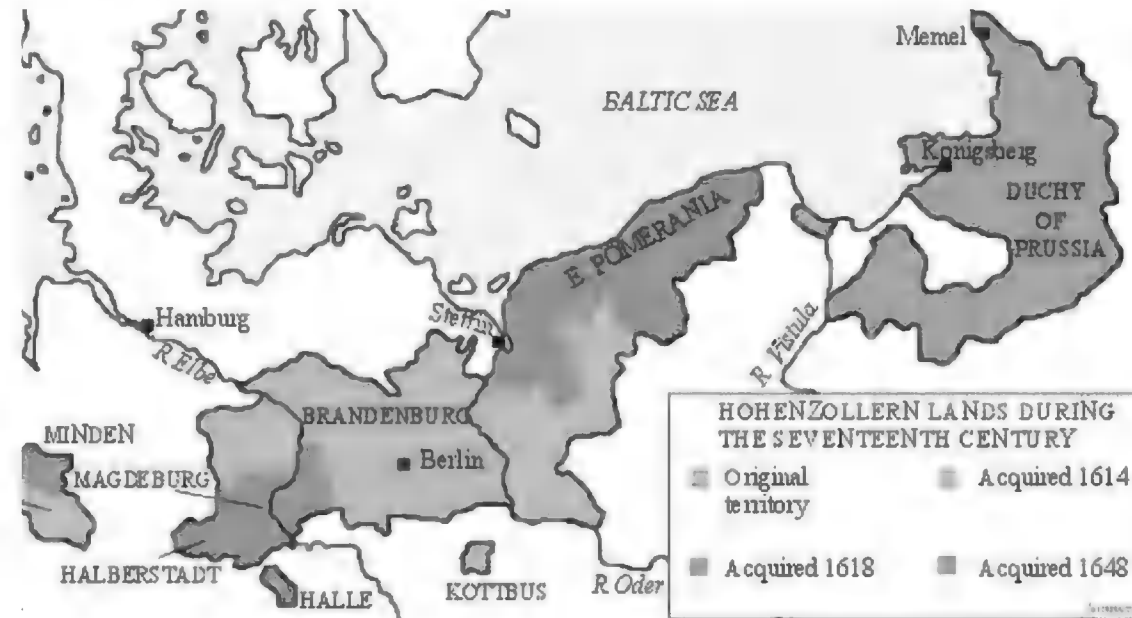 Memel
BALTIC SEA
Konigsberg
DUCHY
OF
PRUSSIA
E. POMERANIA
Stettin
Hamburg
R Elbe
R Vistula
BRANDENBURG
Berlin
MINDEN
MAGDEBURG
HALBERSTADT
HALLE
KOTTBUS
R Oder
HOHENZOLLERN LANDS DURING
THE SEVENTEENTH CENTURY
Original
territory
Acquired 1614
Acquired 1618
Acquired 1648